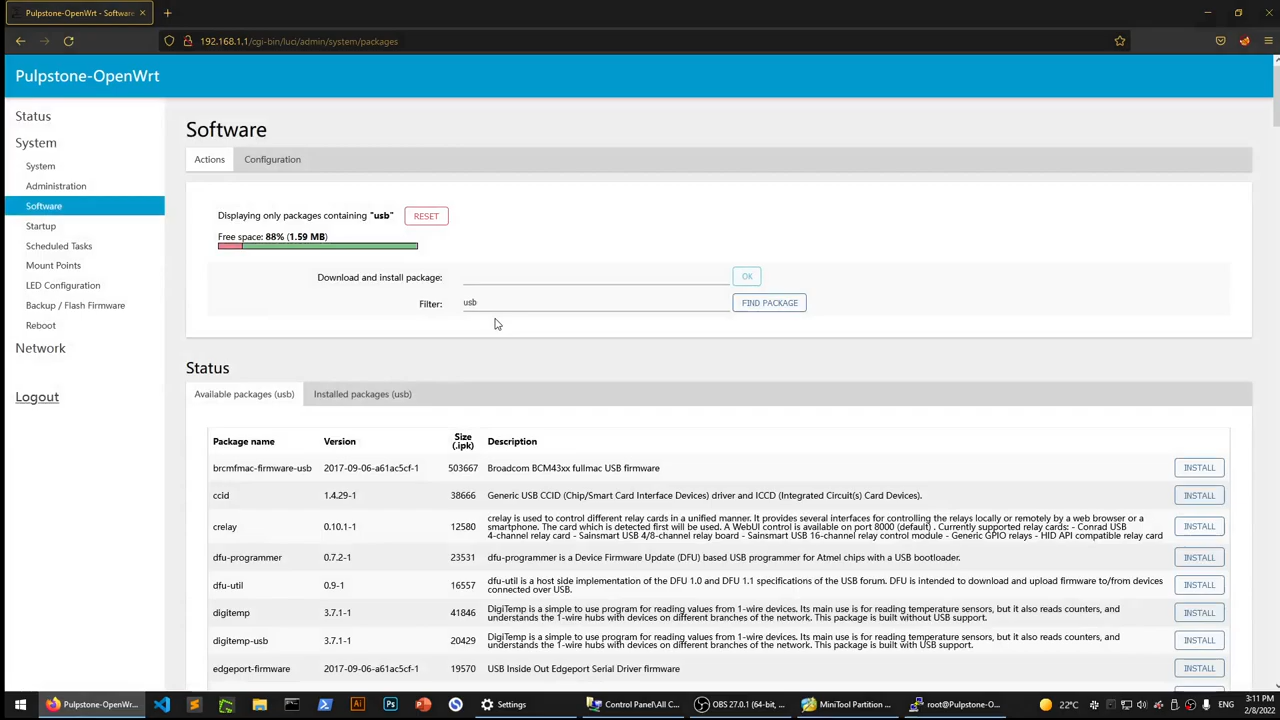 Pulpstone-OpenWrt - Software
192.168.1.1/cgi-bin/luci/admin/system/packages
Pulpstone-OpenWrt
Status
System
System
Administration
Software
Startup
Scheduled Tasks
Mount Points
LED Configuration
Backup / Flash Firmware
Reboot
Network
Logout
Software
Actions
Configuration
Displaying only packages containing "usb"
RESET
Free space: 88% (1.59 MB)
Download and install package:
OK
Filter:
usb
FIND PACKAGE
Status
Available packages (usb)
Installed packages (usb)
Package name
Version
Size (.ipk)
Description
brcmfmac-firmware-usb 2017-09-06-a61ac5cf-1 503667 Broadcom BCM43xx fullmac USB firmware INSTALL
ccid 1.4.29-1 38666 Generic USB CCID (Chip/Smart Card Interface Devices) driver and ICCD (Integrated Circuit(s) Card Devices). INSTALL
crelay 0.10.1-1 12580 crelay is used to control different relay cards in a unified manner. It provides several interfaces for controlling the relays locally or remotely by a web browser or a
smartphone. The card which is detected first will be used. A WebUI control is available on port 8000 (default) . Currently supported relay cards: - Conrad USB
4-channel relay card - Sainsmart USB 4/8-channel relay board - Sainsmart USB 16-channel relay control module - Generic GPIO relays - HID API compatible relay card INSTALL
dfu-programmer 0.7.2-1 23531 dfu-programmer is a Device Firmware Update (DFU) based USB programmer for Atmel chips with a USB bootloader. INSTALL
dfu-util 0.9-1 16557 dfu-util is a host side implementation of the DFU 1.0 and DFU 1.1 specifications of the USB forum. DFU is intended to download and upload firmware to/from devices
connected over USB. INSTALL
digitemp 3.7.1-1 41846 DigiTemp is a simple to use program for reading values from 1-wire devices. Its main use is for reading temperature sensors, but it also reads counters, and
understands the 1-wire hubs with devices on different branches of the network. This package is built without USB support. INSTALL
digitemp-usb 3.7.1-1 20429 DigiTemp is a simple to use program for reading values from 1-wire devices. Its main use is for reading temperature sensors, but it also reads counters, and
understands the 1-wire hubs with devices on different branches of the network. This package is built with USB support. INSTALL
edgeport-firmware 2017-09-06-a61ac5cf-1 19570 USB Inside Out Edgeport Serial Driver firmware INSTALL
Pulpstone-OpenWrt...
Ai
Ps
Settings
Control Panel\All C...
OBS 27.0.1 (64-bit, ...
MiniTool Partition ...
root@Pulpstone-O...
22°C
ENG
3:11 PM
2/8/2022